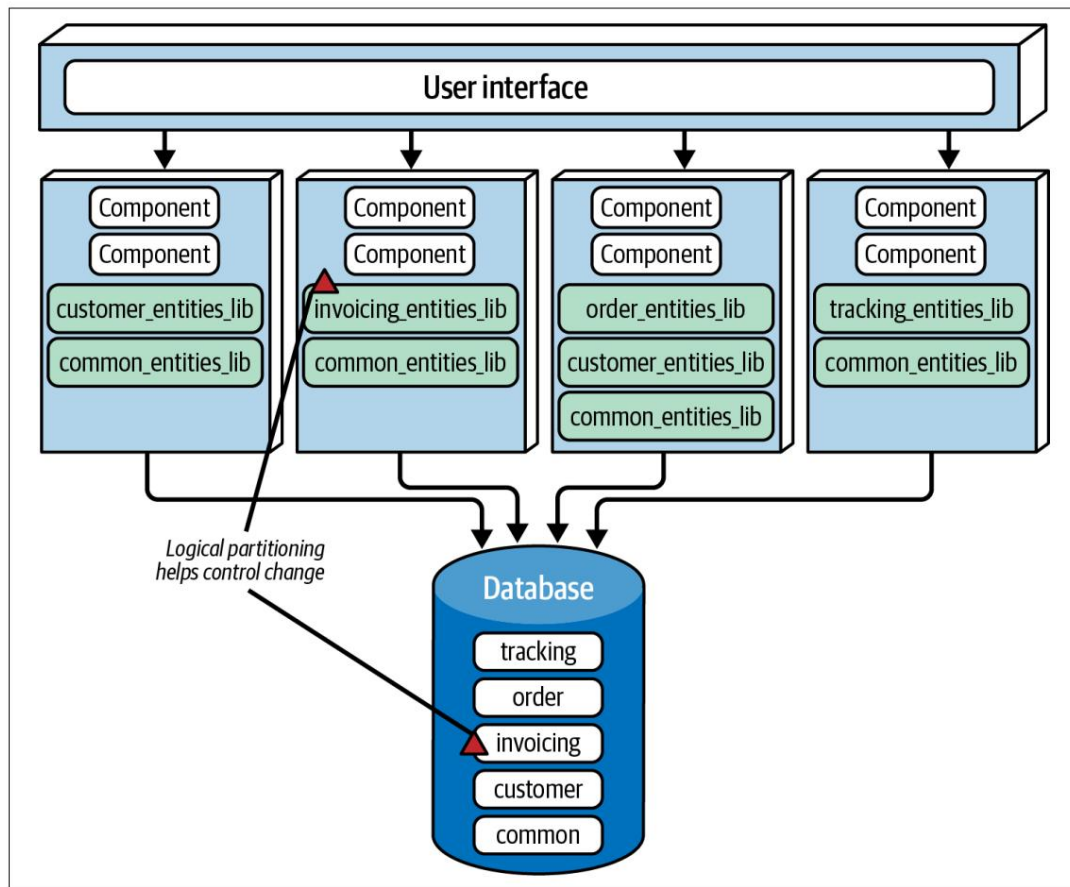 User interface
Component
Component
customer_entities_lib
common_entities_lib
Component
Component
invoicing_entities_lib
common_entities_lib
Component
Component
order_entities_lib
customer_entities_lib
common_entities_lib
Component
Component
tracking_entities_lib
common_entities_lib
Logical partitioning
helps control change
Database
tracking
order
invoicing
customer
common